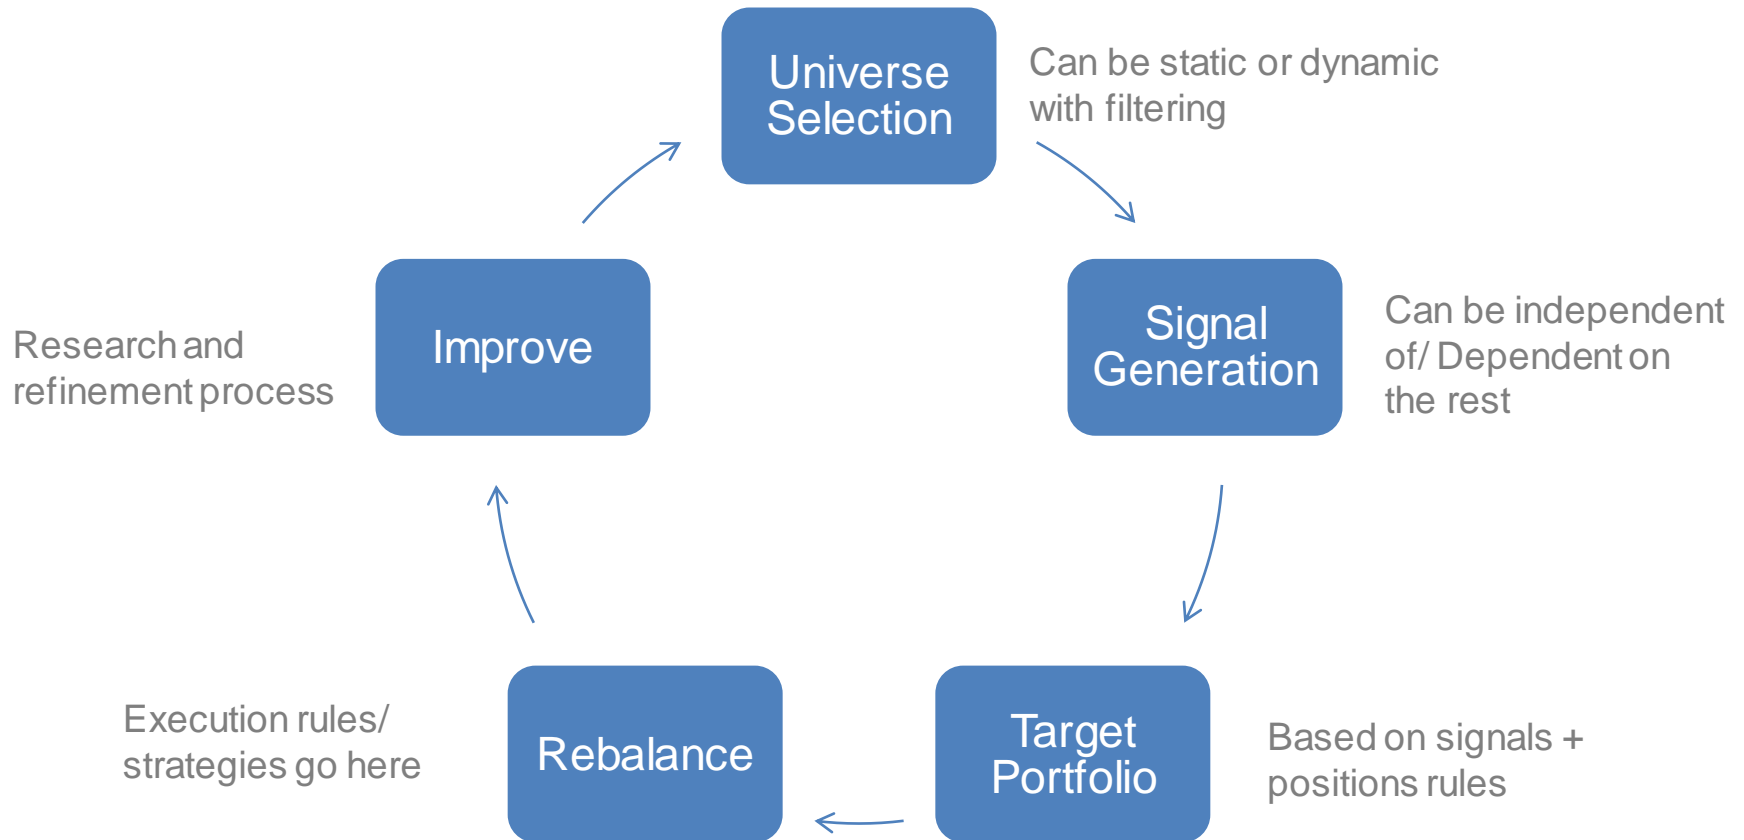 Universe
Selection
Can be static or dynamic
with filtering
Signal
Generation
Can be independent
of/ Dependent on
the rest
Target
Portfolio
Based on signals +
positions rules
Rebalance
Execution rules/
strategies go here
Improve
Research and
refinement process